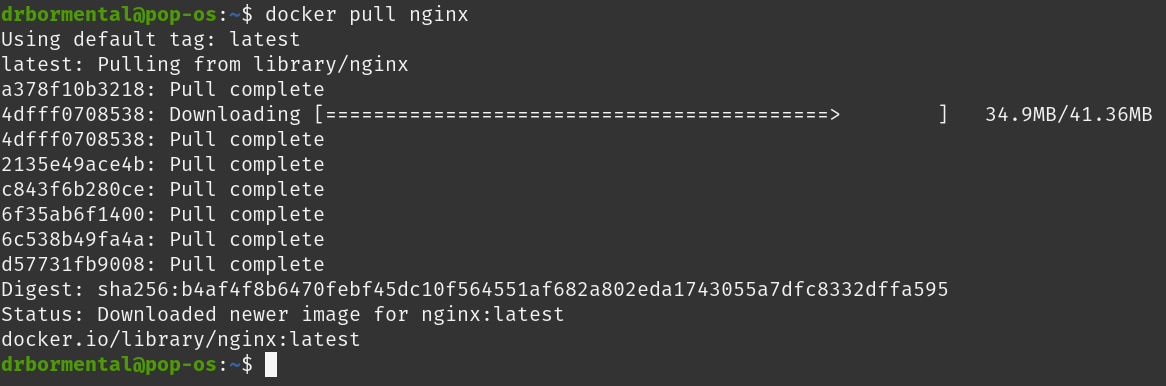 drbormental@pop-os:~$ docker pull nginx
Using default tag: latest
latest: Pulling from library/nginx
a378f10b3218: Pull complete
4dfff0708538: Downloading [==========================================>        ]   34.9MB/41.36MB
4dfff0708538: Pull complete
2135e49ace4b: Pull complete
c843f6b280ce: Pull complete
6f35ab6f1400: Pull complete
6c538b49fa4a: Pull complete
d57731fb9008: Pull complete
Digest: sha256:b4af4f8b6470febf45dc10f564551af682a802eda1743055a7dfc8332dffa595
Status: Downloaded newer image for nginx:latest
docker.io/library/nginx:latest
drbormental@pop-os:~$